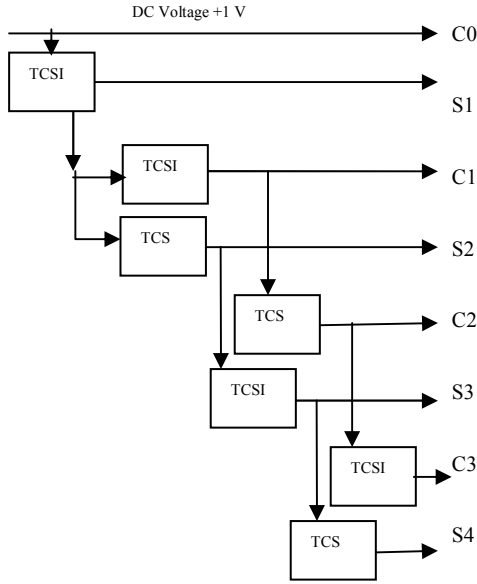 DC Voltage +1 V
C0
TCSI
S1
TCSI
C1
TCS
S2
TCS
C2
TCSI
S3
TCSI
C3
TCS
S4